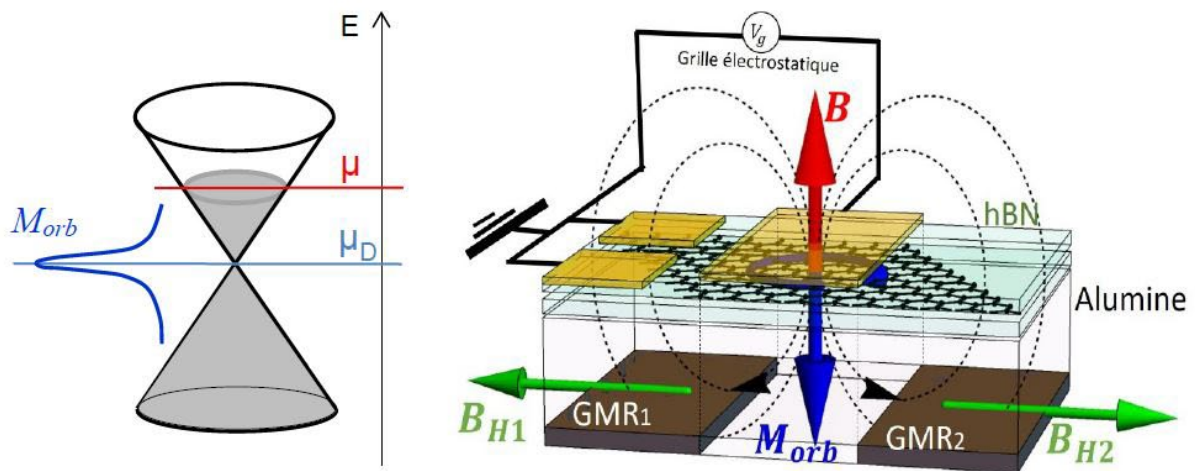 E
μ
M_orb
μ_D
V_g
Grille électrostatique
B
hBN
Alumine
B_H1
GMR₁
M_orb
GMR₂
B_H2